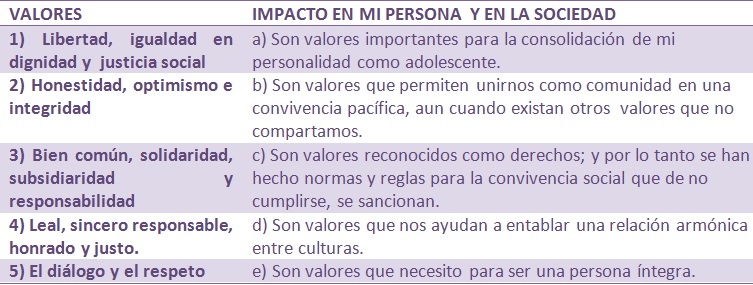 VALORES IMPACTO EN MI PERSONA Y EN LA SOCIEDAD
1) Libertad, igualdad en
dignidad y justicia social
a) Son valores importantes para la consolidación de mi
personalidad como adolescente.
2) Honestidad, optimismo e
integridad
b) Son valores que permiten unirnos como comunidad en una
convivencia pacífica, aun cuando existan otros valores que no
compartamos.
3) Bien común, solidaridad,
subsidiaridad y
responsabilidad
c) Son valores reconocidos como derechos; y por lo tanto se han
hecho normas y reglas para la convivencia social que de no
cumplirse, se sancionan.
4) Leal, sincero responsable,
honrado y justo.
d) Son valores que nos ayudan a entablar una relación armónica
entre culturas.
5) El diálogo y el respeto
e) Son valores que necesito para ser una persona íntegra.